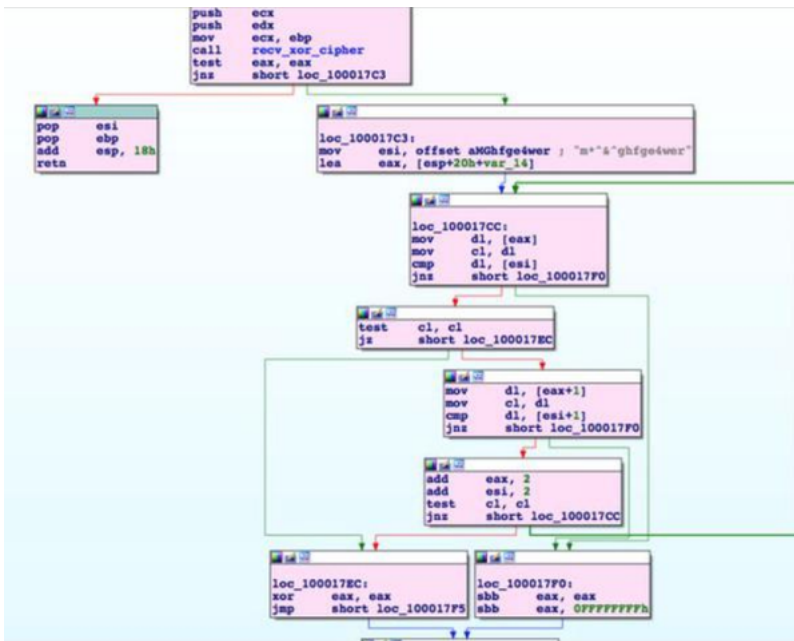 push ecx
push edx
mov ecx, ebp
call recv_xor_cipher
test eax, eax
jnz short loc_100017C3
pop esi
pop ebp
add esp, 18h
retn
loc_100017C3:
mov esi, offset aMGhfge4wer ; "m*^&^ghfge4wer"
lea eax, [esp+20h+var_14]
loc_100017CC:
mov dl, [eax]
mov cl, dl
cmp dl, [esi]
jnz short loc_100017F0
test cl, cl
jz short loc_100017EC
mov dl, [eax+1]
mov cl, dl
cmp dl, [esi+1]
jnz short loc_100017F0
add eax, 2
add esi, 2
test cl, cl
jnz short loc_100017CC
loc_100017EC:
xor eax, eax
jmp short loc_100017F5
loc_100017F0:
sbb eax, eax
sbb eax, 0FFFFFFFFh